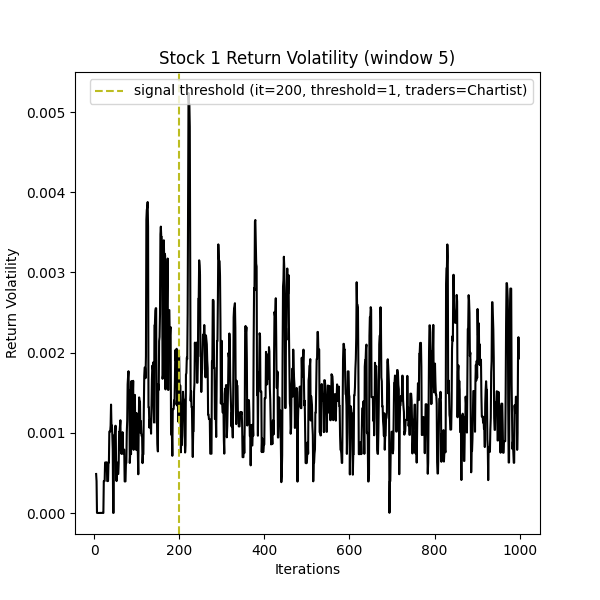 Stock 1 Return Volatility (window 5)
signal threshold (it=200, threshold=1, traders=Chartist)
0.005
0.004
0.003
0.002
0.001
0.000
Return Volatility
0 200 400 600 800 1000
Iterations